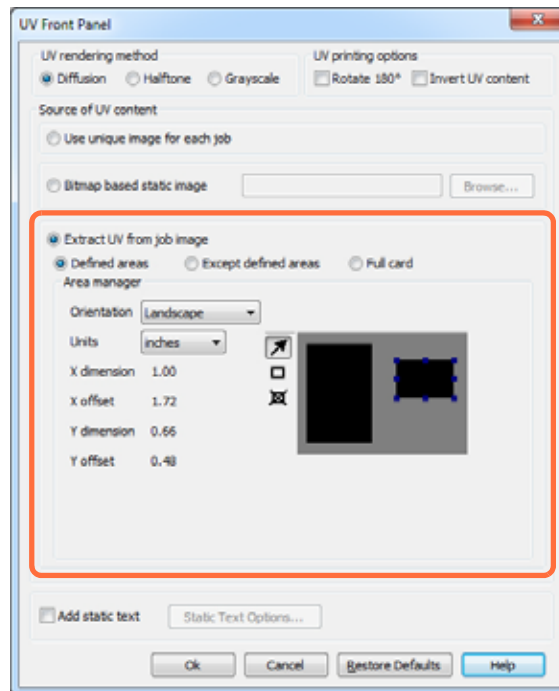 UV Front Panel
UV rendering method
Diffusion Halftone Grayscale
UV printing options
Rotate 180° Invert UV content
Source of UV content
Use unique image for each job
Bitmap based static image Browse...
Extract UV from job image
Defined areas Except defined areas Full card
Area manager
Orientation Landscape
Units inches
X dimension 1.00
X offset 1.72
Y dimension 0.66
Y offset 0.48
Add static text Static Text Options...
Ok Cancel Restore Defaults Help